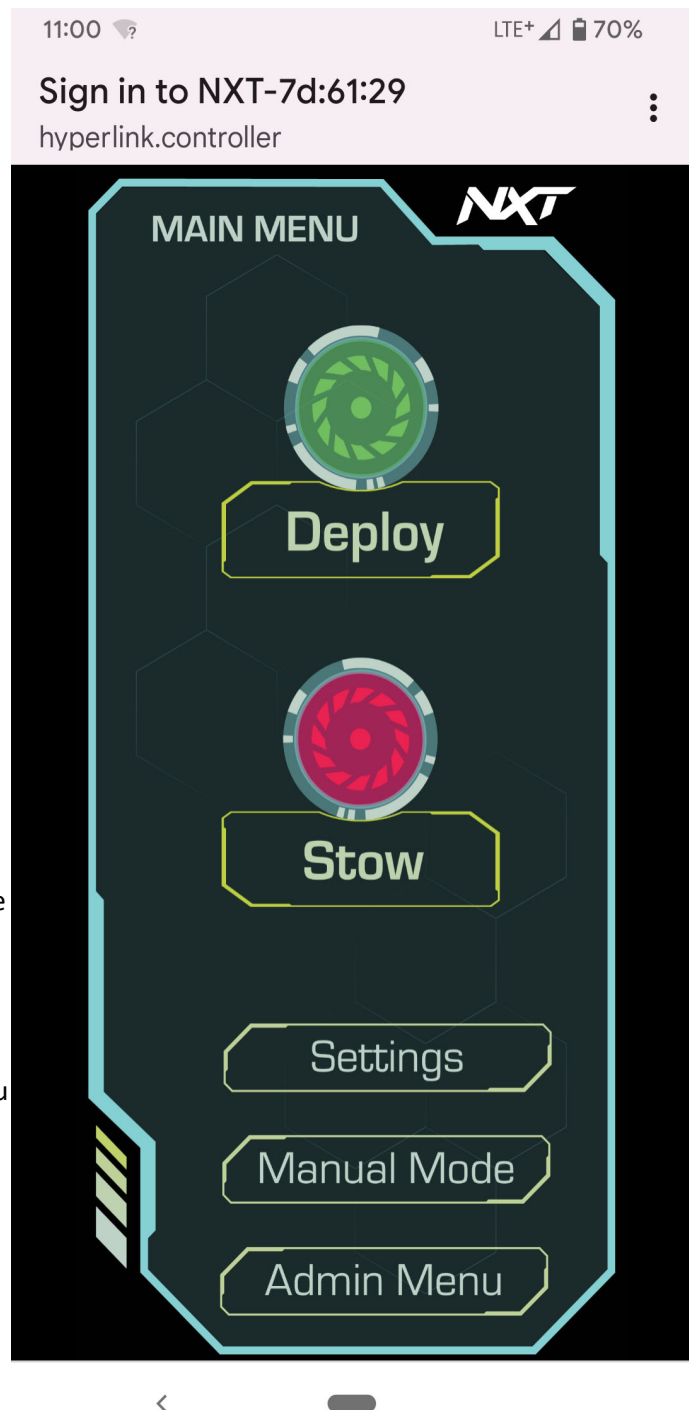 11:00
LTE+ 70%
Sign in to NXT-7d:61:29
hyperlink.controller
NXT
MAIN MENU
Deploy
Stow
Settings
Manual Mode
Admin Menu